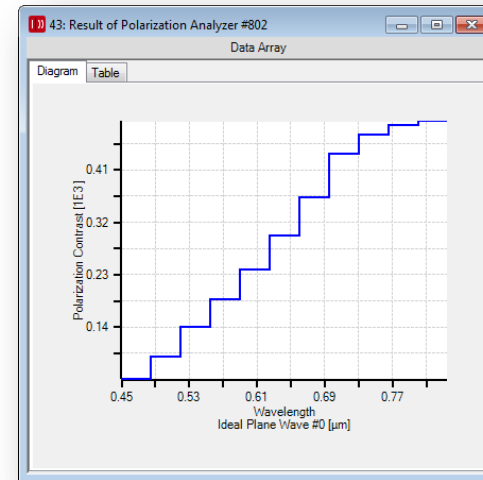 43: Result of Polarization Analyzer #802
Data Array
Diagram Table
Polarization Contrast [1E3]
0.41
0.32
0.23
0.14
0.45 0.53 0.61 0.69 0.77
Wavelength
Ideal Plane Wave #0 [µm]